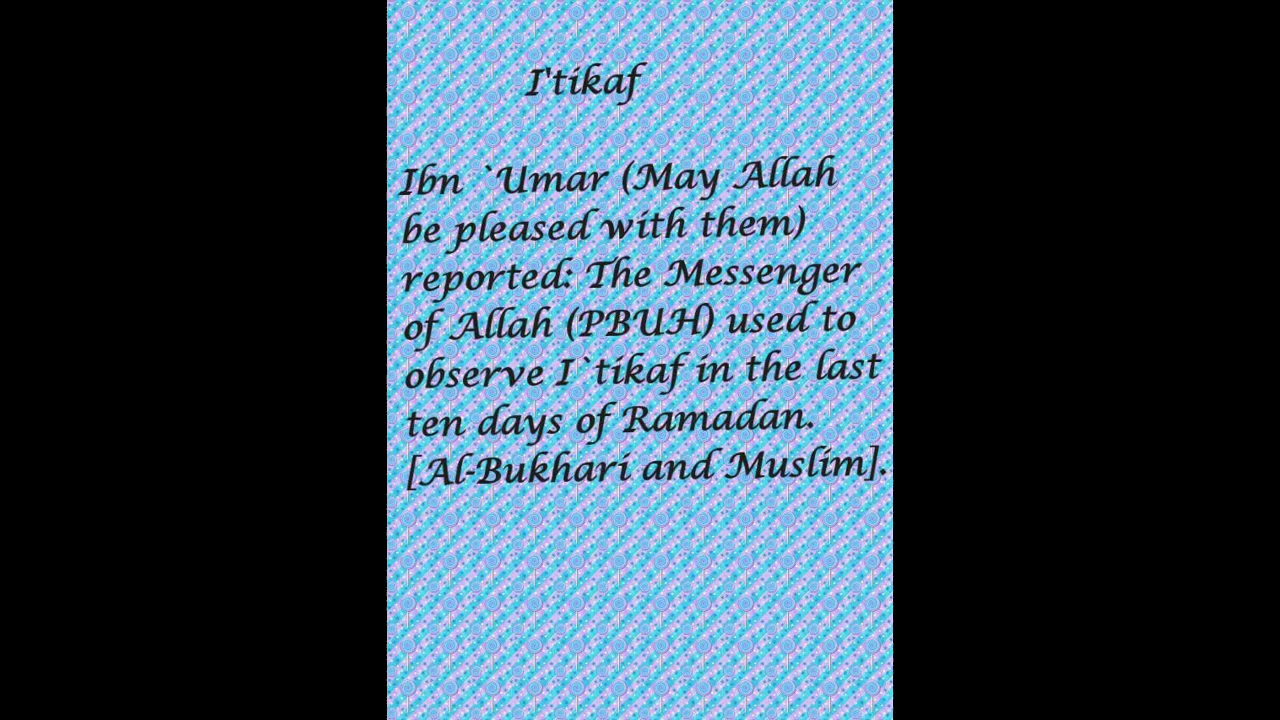 I'tikaf
Ibn `Umar (May Allah
be pleased with them)
reported: The Messenger
of Allah (PBUH) used to
observe I`tikaf in the last
ten days of Ramadan.
[Al-Bukhari and Muslim].